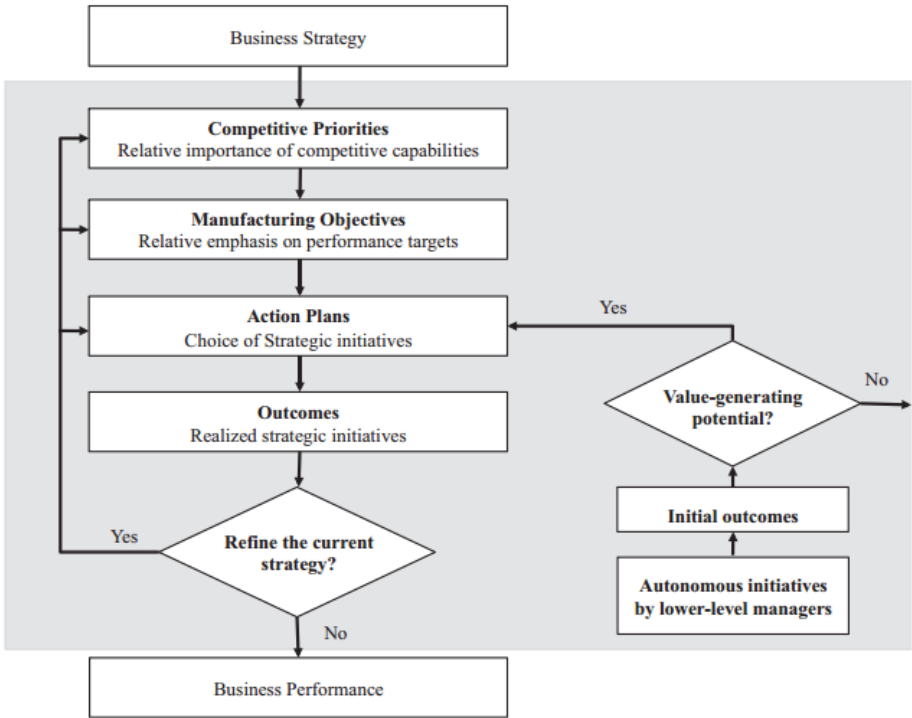 Business Strategy
Competitive Priorities
Relative importance of competitive capabilities
Manufacturing Objectives
Relative emphasis on performance targets
Action Plans
Choice of Strategic initiatives
Yes
Outcomes
Realized strategic initiatives
Value-generating
potential?
No
Initial outcomes
Autonomous initiatives
by lower-level managers
Yes
Refine the current
strategy?
No
Business Performance